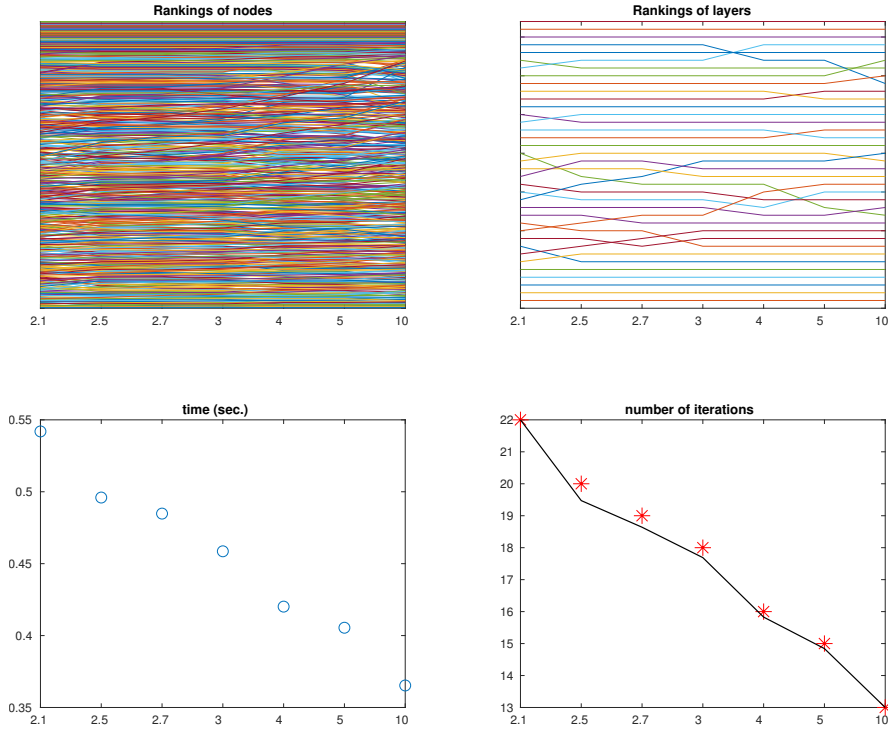 Rankings of nodes
2.1 2.5 2.7 3 4 5 10
Rankings of layers
2.1 2.5 2.7 3 4 5 10
time (sec.)
0.55
0.5
0.45
0.4
0.35
2.1 2.5 2.7 3 4 5 10
number of iterations
22
21
20
19
18
17
16
15
14
13
2.1 2.5 2.7 3 4 5 10